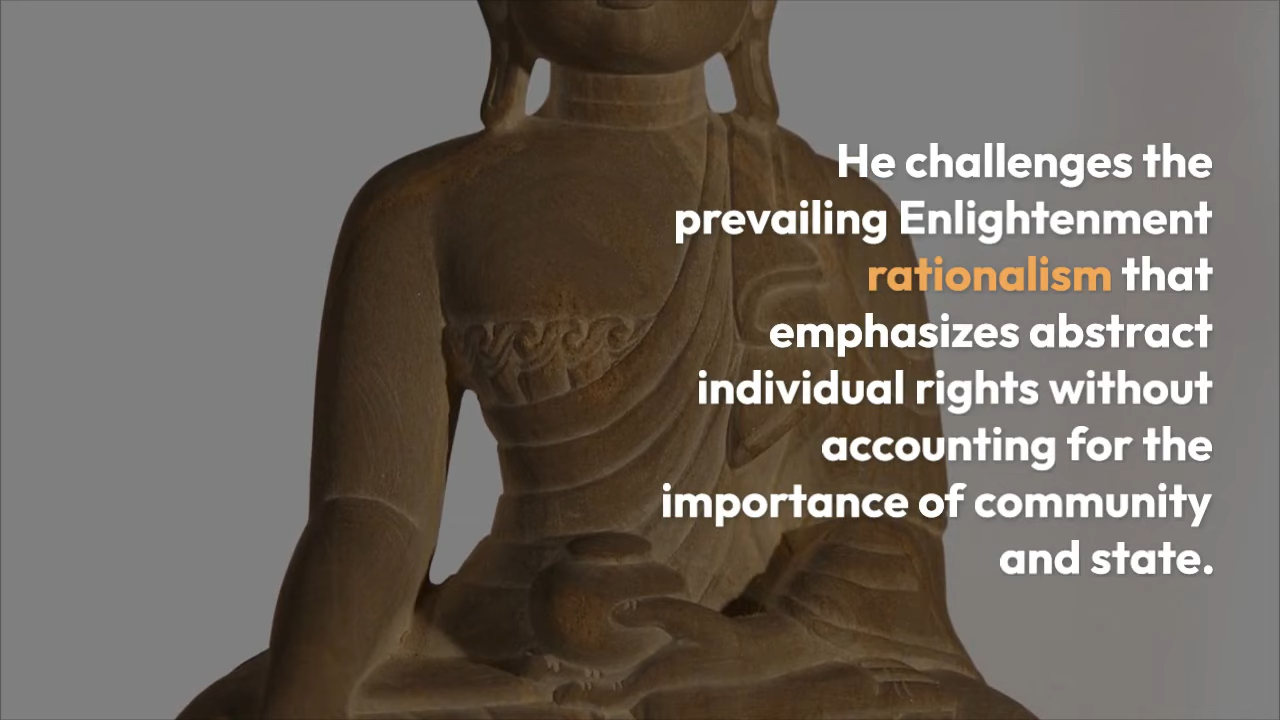 He challenges the
prevailing Enlightenment
rationalism that
emphasizes abstract
individual rights without
accounting for the
importance of community
and state.